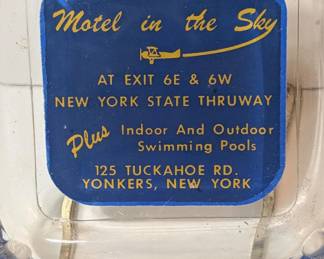 Motel in the Sky
AT EXIT 6E & 6W
NEW YORK STATE THRUWAY
Plus Indoor And Outdoor
Swimming Pools
125 TUCKAHOE RD.
YONKERS, NEW YORK